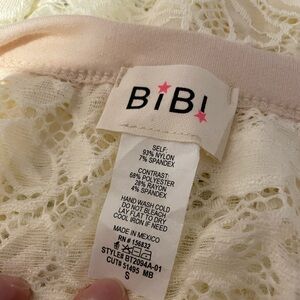 BiBi
SELF:
93% NYLON
7% SPANDEX
CONTRAST:
68% POLYESTER
28% RAYON
4% SPANDEX
HAND WASH COLD
DO NOT BLEACH
LAY FLAT TO DRY
COOL IRON IF NEED
MADE IN MEXICO
RN # 156832
STYLE# BT2094A-01
CUT# 51495 MB
S